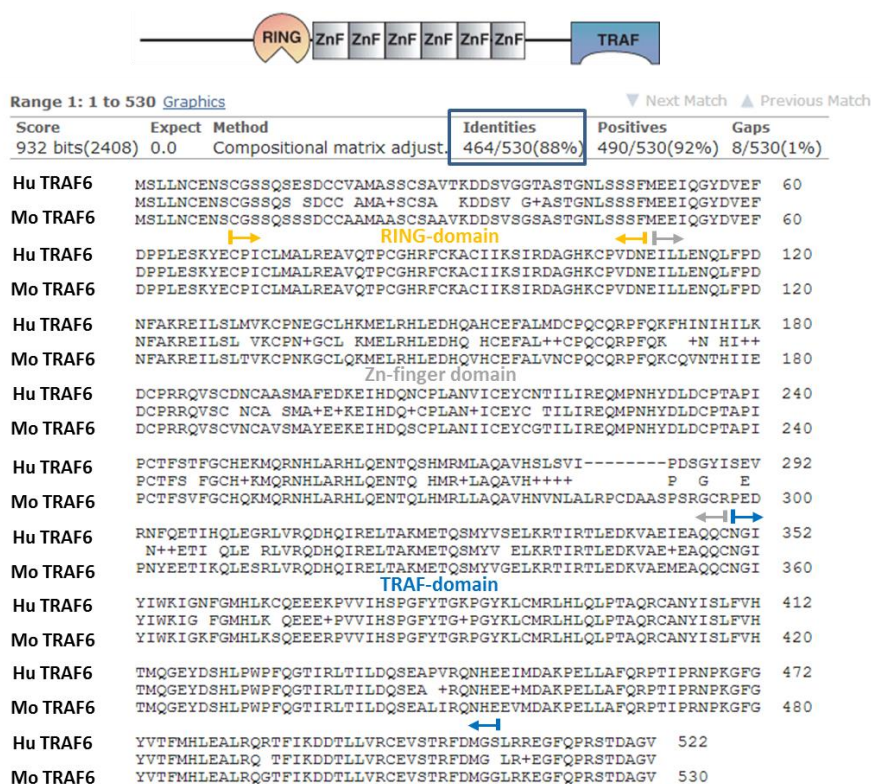 RING ZnF ZnF ZnF ZnF ZnF ZnF TRAF
Range 1: 1 to 530 Graphics Next Match Previous Match
Score Expect Method Identities Positives Gaps
932 bits(2408) 0.0 Compositional matrix adjust. 464/530(88%) 490/530(92%) 8/530(1%)
Hu TRAF6 MSLLNCENSCGSSQSESDCCVAMASSCSAVTKDDSVGGTASTGNLSSSFMEEIQGYDVEF 60
MSLLNCENSCGSSQS SDCC AMA+SCSA KDDSV G+ASTGNLSSSFMEEIQGYDVEF
Mo TRAF6 MSLLNCENSCGSSQSSSDCCAAMAASCSAAVKDDSVSGSASTGNLSSSFMEEIQGYDVEF 60
RING-domain
Hu TRAF6 DPPLESKYECPICLMALREAVQTPCGHRFCKACIIKSIRDAGHKCPVDNEILLENQLFPD 120
DPPLESKYECPICLMALREAVQTPCGHRFCKACIIKSIRDAGHKCPVDNEILLENQLFPD
Mo TRAF6 DPPLESKYECPICLMALREAVQTPCGHRFCKACIIKSIRDAGHKCPVDNEILLENQLFPD 120
Hu TRAF6 NFAKREILSLMVKCPNEGCLHKMELRHLEDHQAHCEFALMDCPQCQRPFQKFHINIHILK 180
NFAKREILSL VKCPN+GCL KMELRHLEDHQ HCEFAL++CPQCQRPFQK +N HI++
Mo TRAF6 NFAKREILSLTVKCPNKGCLQKMELRHLEDHQVHCEFALVNCPQCQRPFQKCQVNTHIIE 180
Zn-finger domain
Hu TRAF6 DCPRRQVSCDNCAASMAFEDKEIHDQNCPLANVICEYCNTILIREQMPNHYDLDCPTAPI 240
DCPRRQVSC NCA SMA+E+KEIHDQ+CPLAN+ICEYC TILIREQMPNHYDLDCPTAPI
Mo TRAF6 DCPRRQVSCVNCAVSMAYEEKEIHDQSCPLANIICEYCGTILIREQMPNHYDLDCPTAPI 240
Hu TRAF6 PCTFSTFGCHEKMQRNHLARHLQENTQSHMRMLAQAVHSLSVI--------PDSGYISEV 292
PCTFS FGCH+KMQRNHLARHLQENTQ HMR+LAQAVH++++ P G E
Mo TRAF6 PCTFSVFGCHQKMQRNHLARHLQENTQLHMRLLAQAVHNVNLALRPCDAASPSRGCRPED 300
Hu TRAF6 RNFQETIHQLEGRLVRQDHQIRELTAKMETQSMYVSELKRTIRTLEDKVAEIEAQQCNGI 352
N++ETI QLE RLVRQDHQIRELTAKMETQSMYV ELKRTIRTLEDKVAE+EAQQCNGI
Mo TRAF6 PNYEETIKQLESRLVRQDHQIRELTAKMETQSMYVGELKRTIRTLEDKVAEMEAQQCNGI 360
TRAF-domain
Hu TRAF6 YIWKIGNFGMHLKCQEEEKPVVIHSPGFYTGKPGYKLCMRLHLQLPTAQRCANYISLFVH 412
YIWKIG FGMHLK QEEE+PVVIHSPGFYTG+PGYKLCMRLHLQLPTAQRCANYISLFVH
Mo TRAF6 YIWKIGKFGMHLKSQEEERPVVIHSPGFYTGRPGYKLCMRLHLQLPTAQRCANYISLFVH 420
Hu TRAF6 TMQGEYDSHLPWPFQGTIRLTILDQSEAPVRQNHEEIMDAKPELLAFQRPTIPRNPKGFG 472
TMQGEYDSHLPWPFQGTIRLTILDQSEA +RQNHEE+MDAKPELLAFQRPTIPRNPKGFG
Mo TRAF6 TMQGEYDSHLPWPFQGTIRLTILDQSEALIRQNHEEVMDAKPELLAFQRPTIPRNPKGFG 480
Hu TRAF6 YVTFMHLEALRQRTFIKDDTLLVRCEVSTRFDMGSLRREGFQPRSTDAGV 522
YVTFMHLEALRQ TFIKDDTLLVRCEVSTRFDMG LR+EGFQPRSTDAGV
Mo TRAF6 YVTFMHLEALRQGTFIKDDTLLVRCEVSTRFDMGGLRKEGFQPRSTDAGV 530